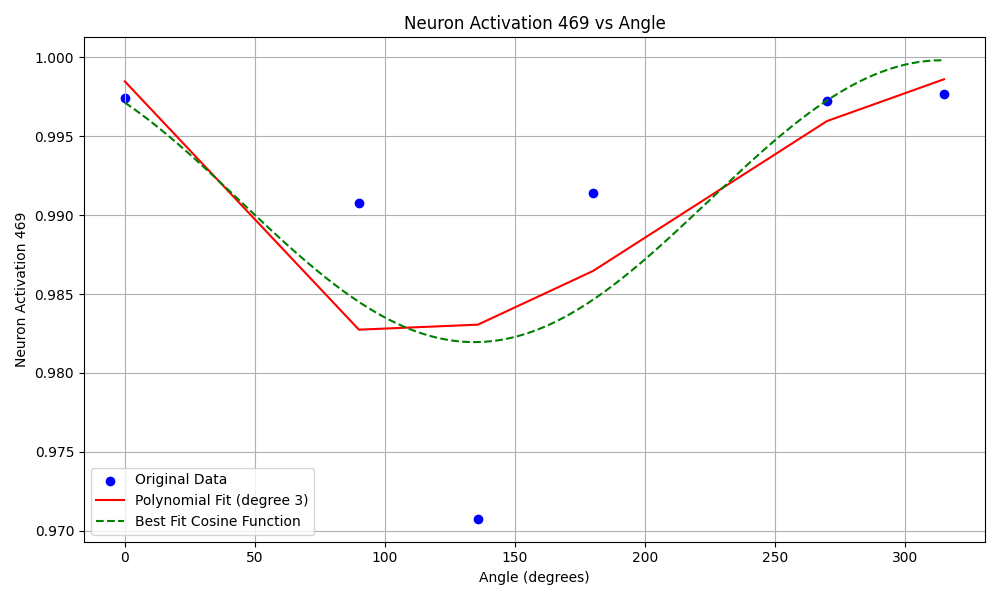 Neuron Activation 469 vs Angle
1.000
0.995
0.990
0.985
0.980
0.975
0.970
Neuron Activation 469
Original Data
Polynomial Fit (degree 3)
Best Fit Cosine Function
0 50 100 150 200 250 300
Angle (degrees)